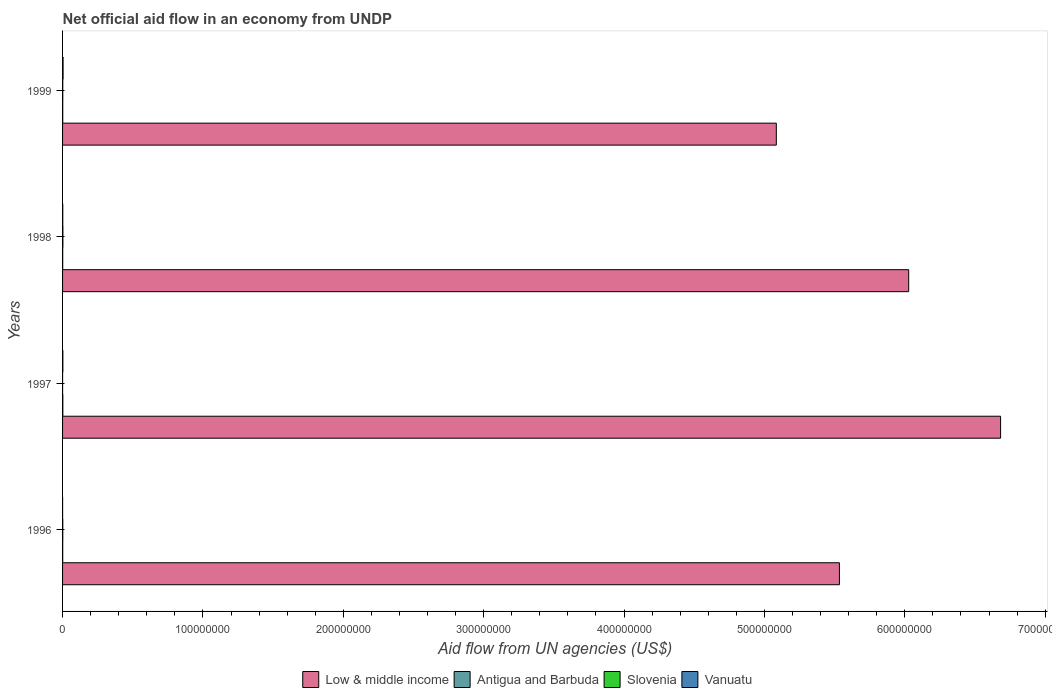 Net official aid flow in an economy from UNDP
Years
1999
1998
1997
1996
0
100000000
200000000
300000000
400000000
500000000
600000000
Aid flow from UN agencies (US$)
Low & middle income
Antigua and Barbuda
Slovenia
Vanuatu